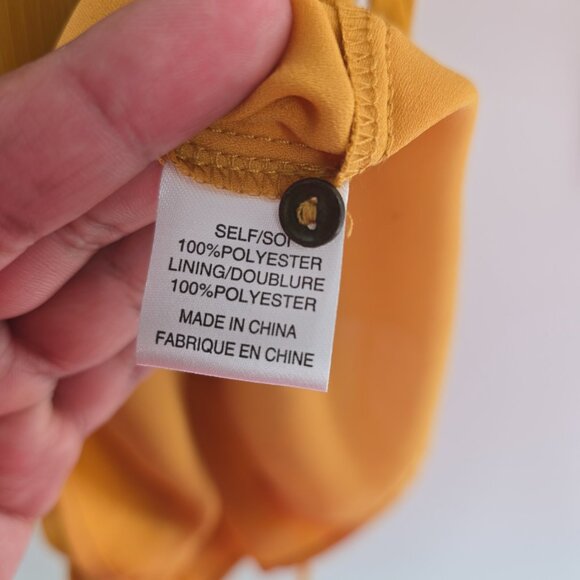 SELF/SOI
100%POLYESTER
LINING/DOUBLURE
100%POLYESTER
MADE IN CHINA
FABRIQUE EN CHINE